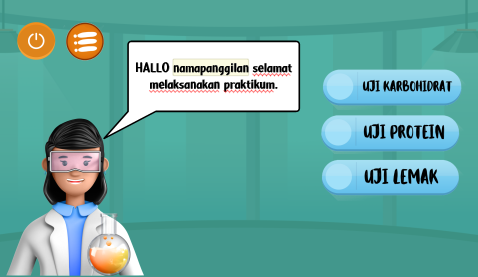 HALLO namapanggilan selamat
melaksanakan praktikum.
UJI KARBOHIDRAT
UJI PROTEIN
UJI LEMAK